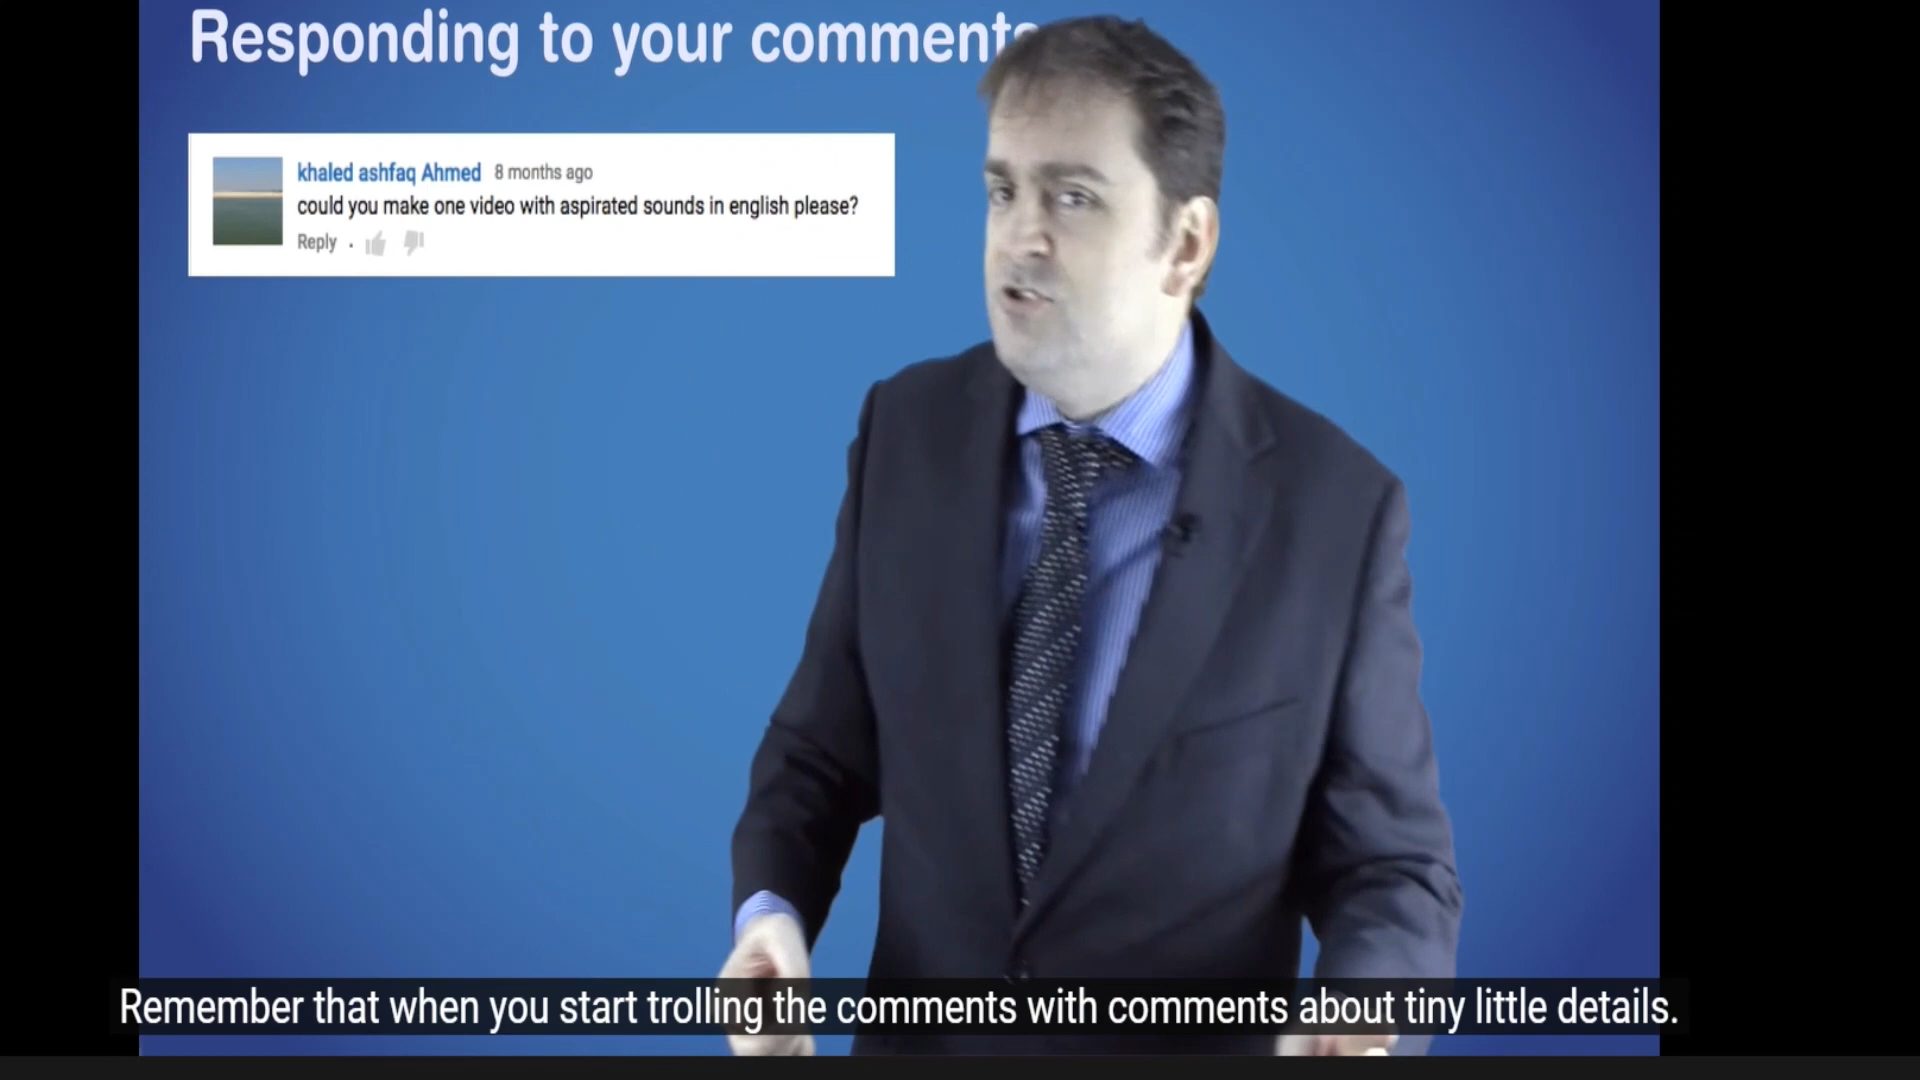 Responding to your comments
khaled ashfaq Ahmed 8 months ago
could you make one video with aspirated sounds in english please?
Reply .
Remember that when you start trolling the comments with comments about tiny little details.